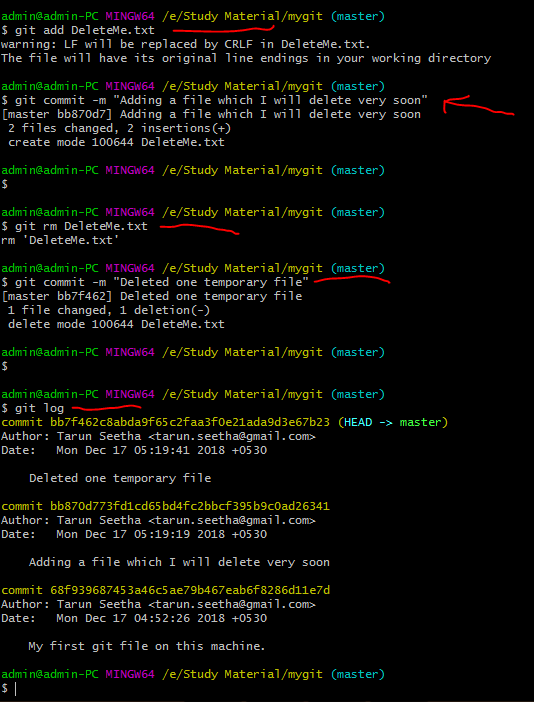 admin@admin-PC MINGW64 /e/Study Material/mygit (master)
$ git add DeleteMe.txt
warning: LF will be replaced by CRLF in DeleteMe.txt.
The file will have its original line endings in your working directory
admin@admin-PC MINGW64 /e/Study Material/mygit (master)
$ git commit -m "Adding a file which I will delete very soon"
[master bb870d7] Adding a file which I will delete very soon
2 files changed, 2 insertions(+)
create mode 100644 DeleteMe.txt
admin@admin-PC MINGW64 /e/Study Material/mygit (master)
$
admin@admin-PC MINGW64 /e/Study Material/mygit (master)
$ git rm DeleteMe.txt
rm 'DeleteMe.txt'
admin@admin-PC MINGW64 /e/Study Material/mygit (master)
$ git commit -m "Deleted one temporary file"
[master bb7f462] Deleted one temporary file
1 file changed, 1 deletion(-)
delete mode 100644 DeleteMe.txt
admin@admin-PC MINGW64 /e/Study Material/mygit (master)
$
admin@admin-PC MINGW64 /e/Study Material/mygit (master)
$ git log
commit bb7f462c8abda9f65c2faa3f0e21ada9d3e67b23 (HEAD -> master)
Author: Tarun Seetha <tarun.seetha@gmail.com>
Date:   Mon Dec 17 05:19:41 2018 +0530
Deleted one temporary file
commit bb870d773fd1cd65bd4fc2bbcf395b9c0ad26341
Author: Tarun Seetha <tarun.seetha@gmail.com>
Date:   Mon Dec 17 05:19:19 2018 +0530
Adding a file which I will delete very soon
commit 68f939687453a46c5ae79b467eab6f8286d11e7d
Author: Tarun Seetha <tarun.seetha@gmail.com>
Date:   Mon Dec 17 04:52:26 2018 +0530
My first git file on this machine.
admin@admin-PC MINGW64 /e/Study Material/mygit (master)
$